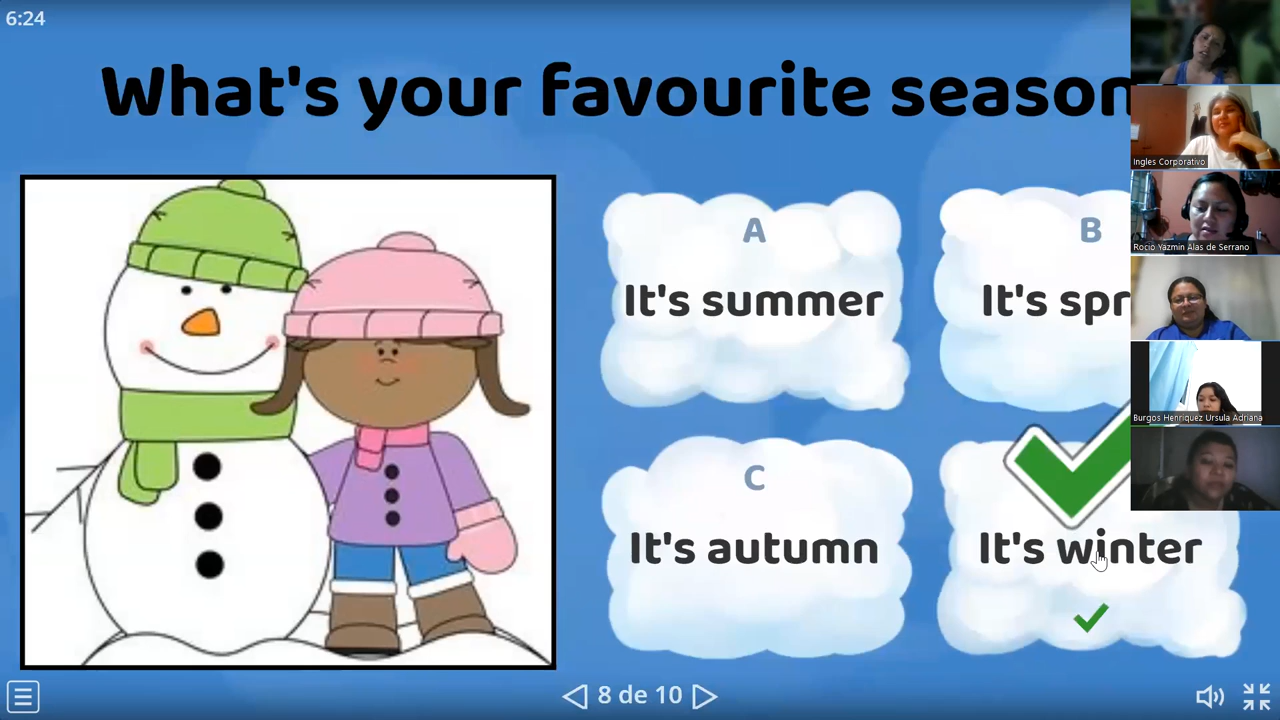 6:24
What's your favourite season
A
It's summer
B
It's spr
C
It's autumn
It's winter
8 de 10
Ingles Corporativo
Rocio Yazmin Alas de Serrano
Burgos Henriquez Ursula Adriana